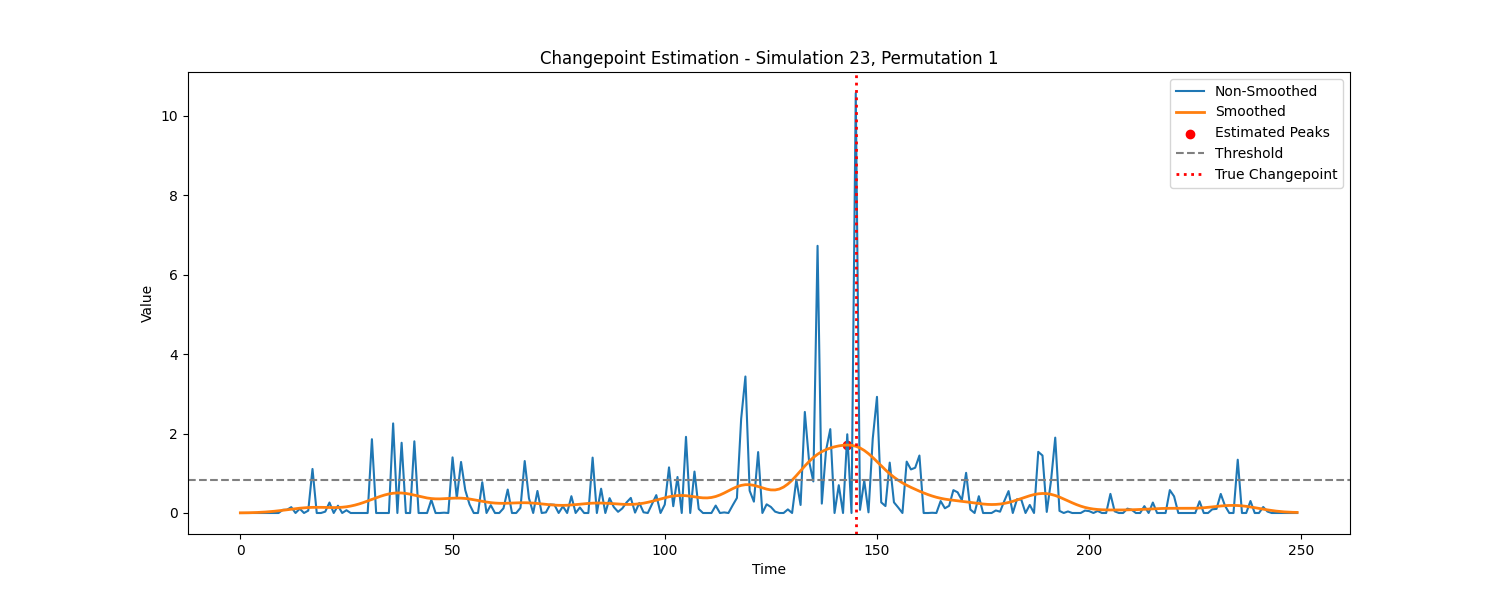 Changepoint Estimation - Simulation 23, Permutation 1
Non-Smoothed
Smoothed
Estimated Peaks
Threshold
True Changepoint
10
8
6
4
2
0
Value
0
50
100
150
200
250
Time